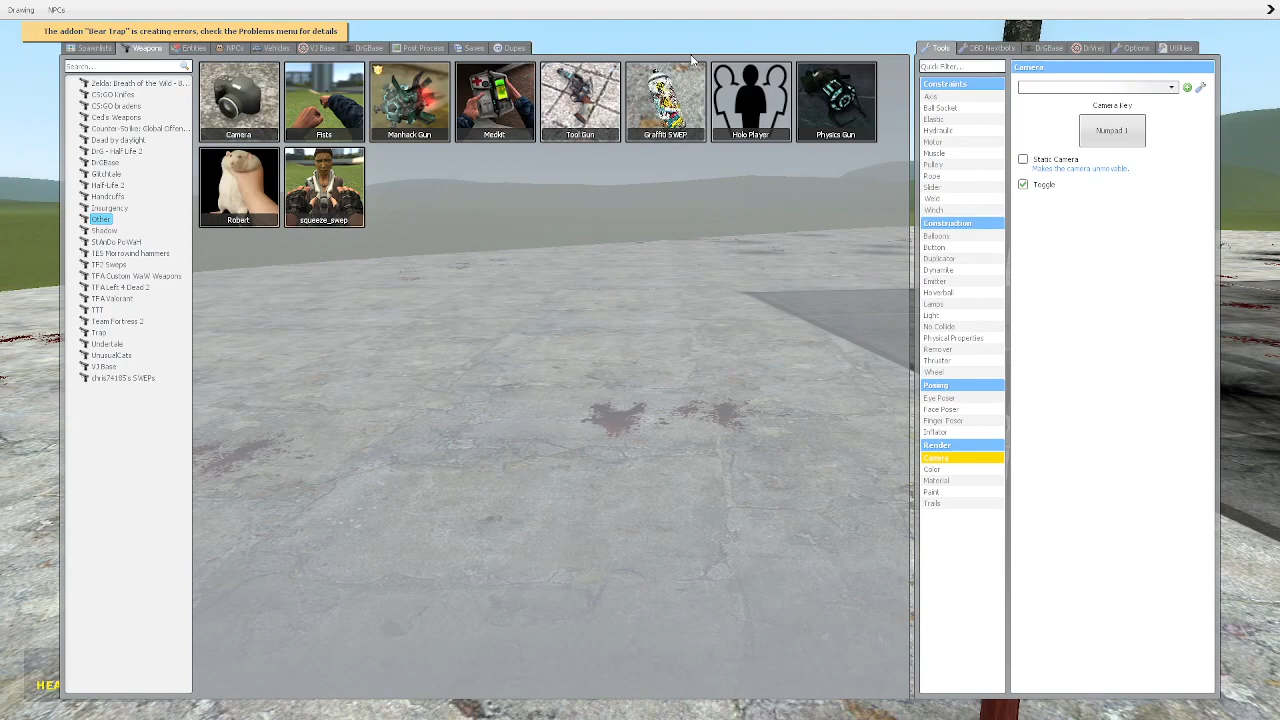 Drawing NPCs
The addon "Bear Trap" is creating errors, check the Problems menu for details
Spawnlists Weapons Entities NPCs Vehicles VJ Base DrGBase Post Process Saves Dupes
Search...
Zelda: Breath of the Wild - B...
CS:GO knifes
CS:GO bradens
Ced's Weapons
Counter-Strike: Global Offen...
Dead by daylight
DrG - Half Life 2
DrGBase
Glitchtale
Half-Life 2
Handcuffs
Insurgency
Other
Shadow
StAnDo PoWaH
TES Morrowind hammers
TF2 Sweps
TFA Custom WaW Weapons
TFA Left 4 Dead 2
TFA Valorant
TTT
Team Fortress 2
Trap
Undertale
UnusualCats
VJ Base
chris74185's SWEPs
Camera Fists Manhack Gun Medkit Tool Gun Graffiti SWEP Holo Player Physics Gun
Robert squeeze_swep
Tools DBD Nextbots DrGBase DrVrej Options Utilities
Quick Filter...
Constraints
Axis
Ball Socket
Elastic
Hydraulic
Motor
Muscle
Pulley
Rope
Slider
Weld
Winch
Construction
Balloons
Button
Duplicator
Dynamite
Emitter
Hoverball
Lamps
Light
No Collide
Physical Properties
Remover
Thruster
Wheel
Posing
Eye Poser
Face Poser
Finger Poser
Inflator
Render
Camera
Color
Material
Paint
Trails
Camera
Camera Key
Numpad 1
Static Camera
Makes the camera unmovable.
Toggle
HEA